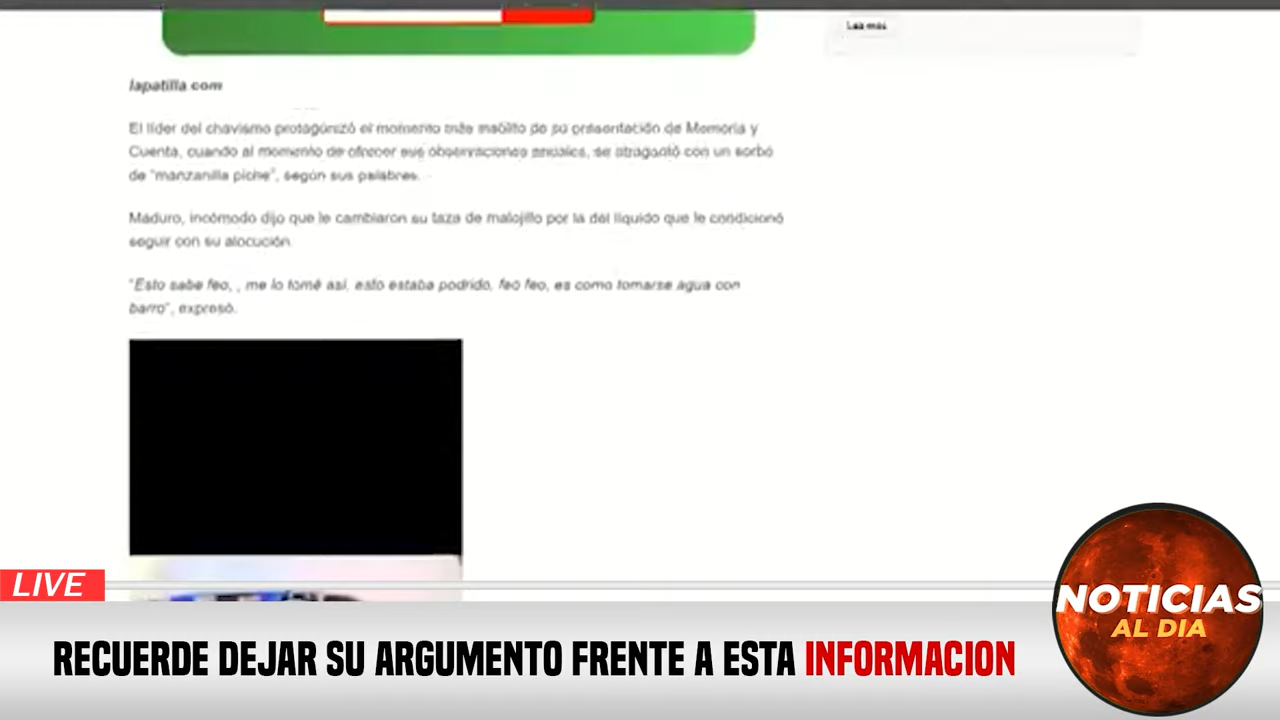 Lea mas
lapatilla com
El líder del chavismo protagonizó el momento más insólito de su presentación de Memoria y
Cuenta, cuando al momento de ofrecer sus observaciones anuales, se atragantó con un sorbo
de "manzanilla piche", según sus palabras.
Maduro, incómodo dijo que le cambiaron su taza de malojillo por la del líquido que le condicionó
seguir con su alocución
"Esto sabe feo, , me lo tomé así, esto estaba podrido, feo feo, es como tomarse agua con
barro", expresó.
LIVE
RECUERDE DEJAR SU ARGUMENTO FRENTE A ESTA INFORMACION
NOTICIAS
AL DIA